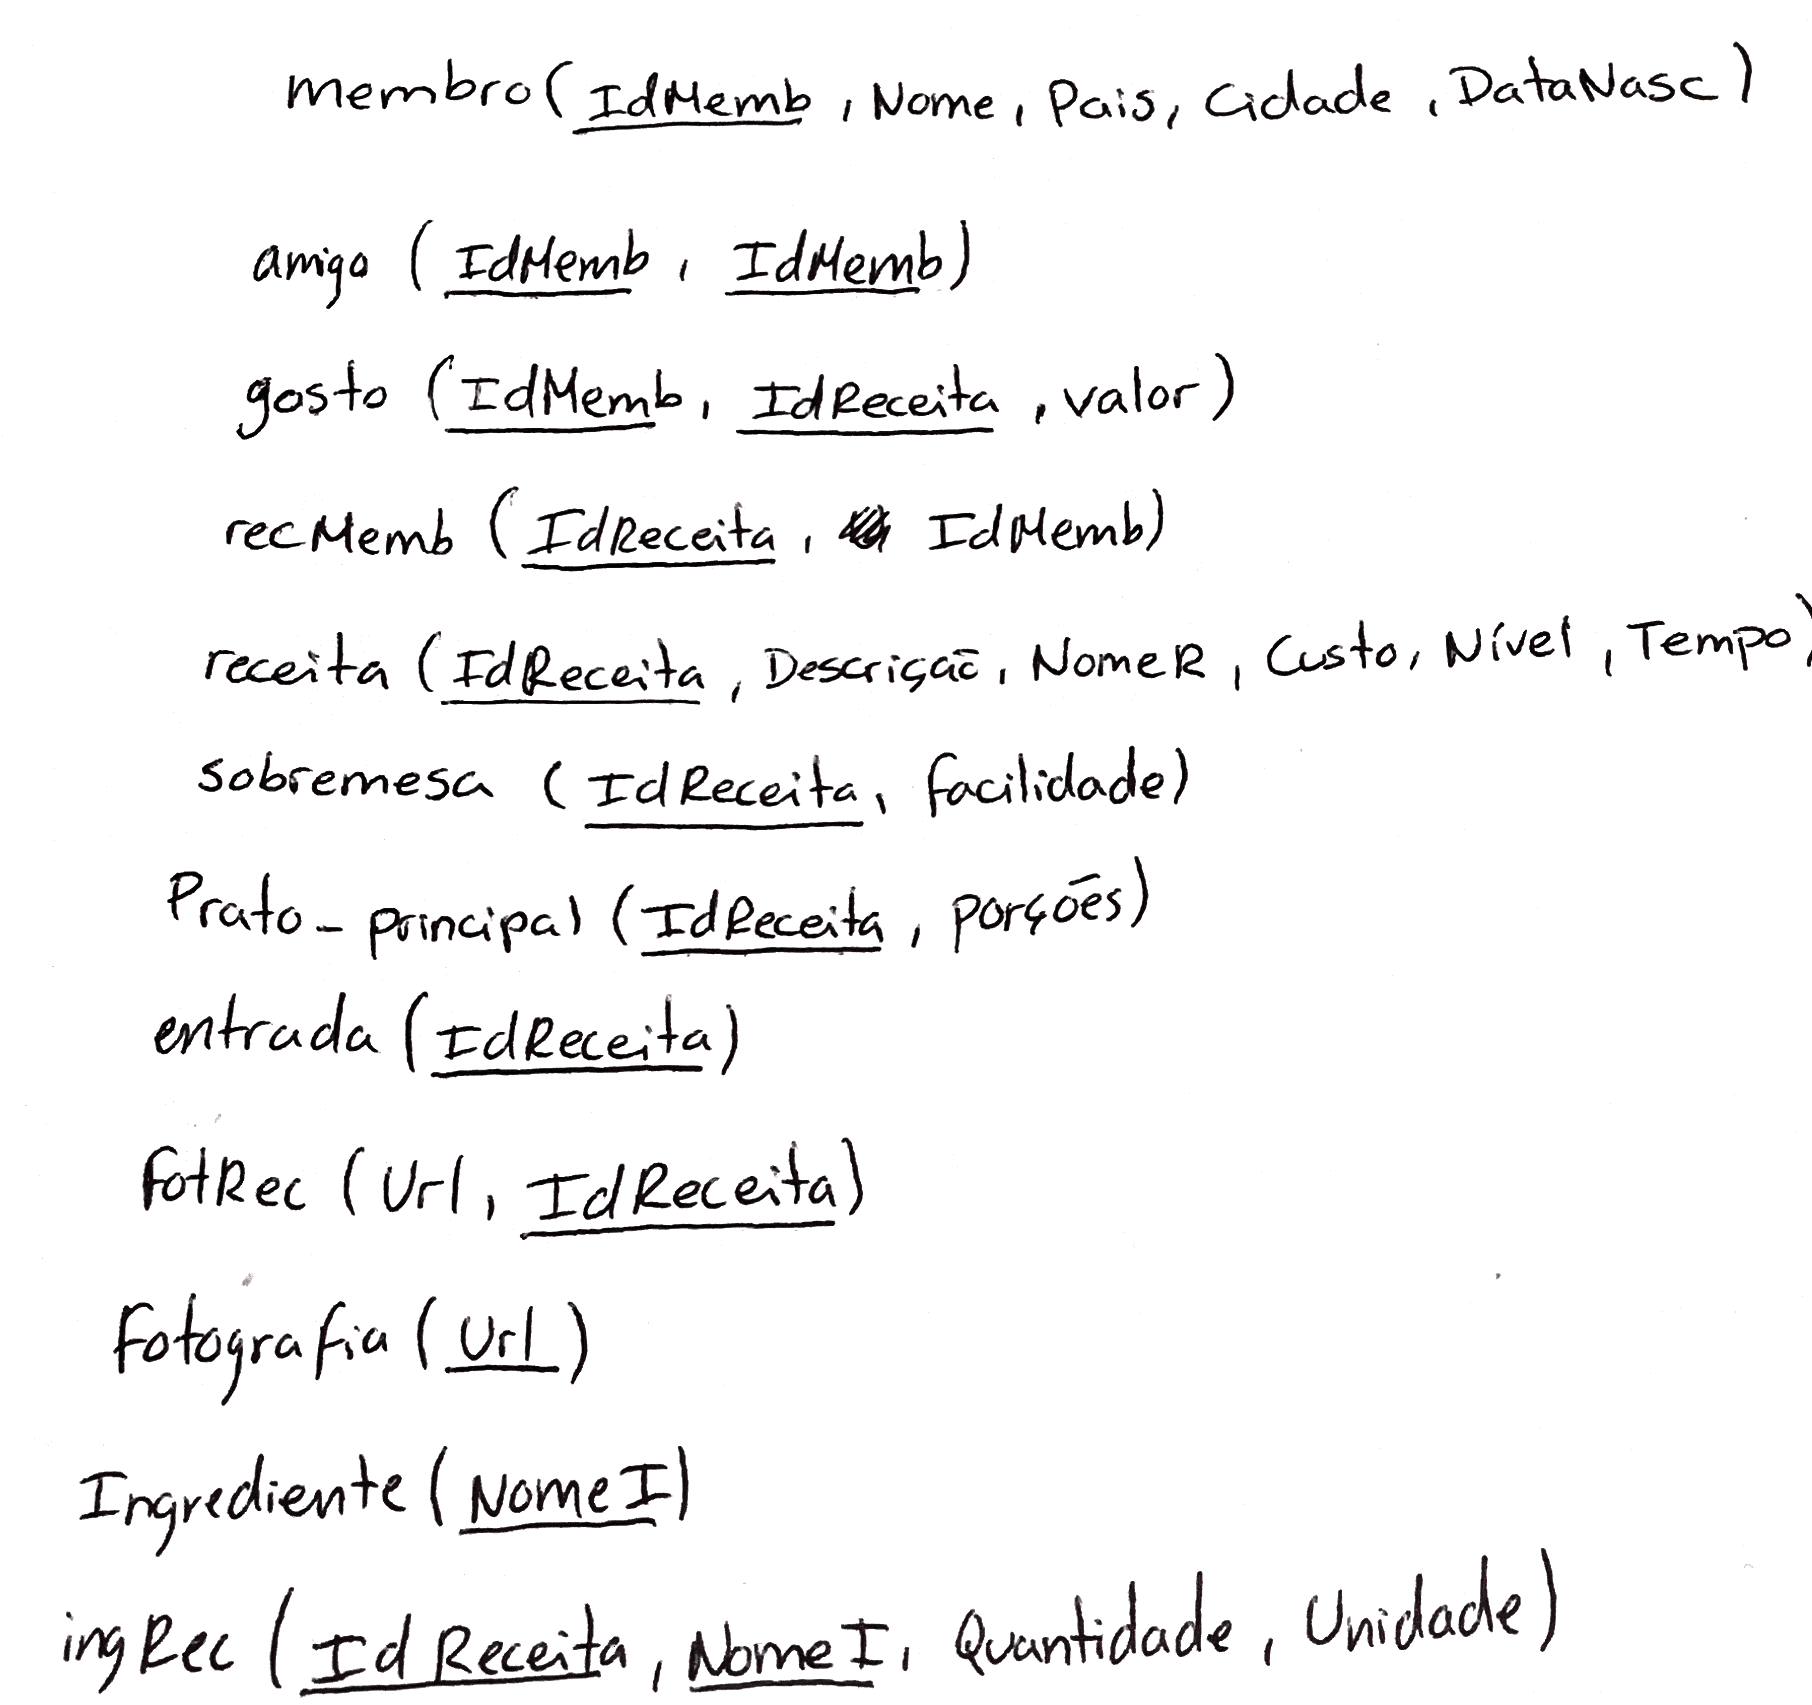 membro (IdMemb, Nome, Pais, Cidade, DataNasc)
amigo (IdMemb, IdMemb)
gosto (IdMemb, IdReceita, valor)
recMemb (IdReceita, IdMemb)
receita (IdReceita, Descrição, NomeR, Custo, Nível, Tempo)
sobremesa (IdReceita, facilidade)
Prato-principal (IdReceita, porções)
entrada (IdReceita)
fotRec (Url, IdReceita)
fotografia (Url)
Ingrediente (NomeI)
ingRec (IdReceita, NomeI, Quantidade, Unidade)